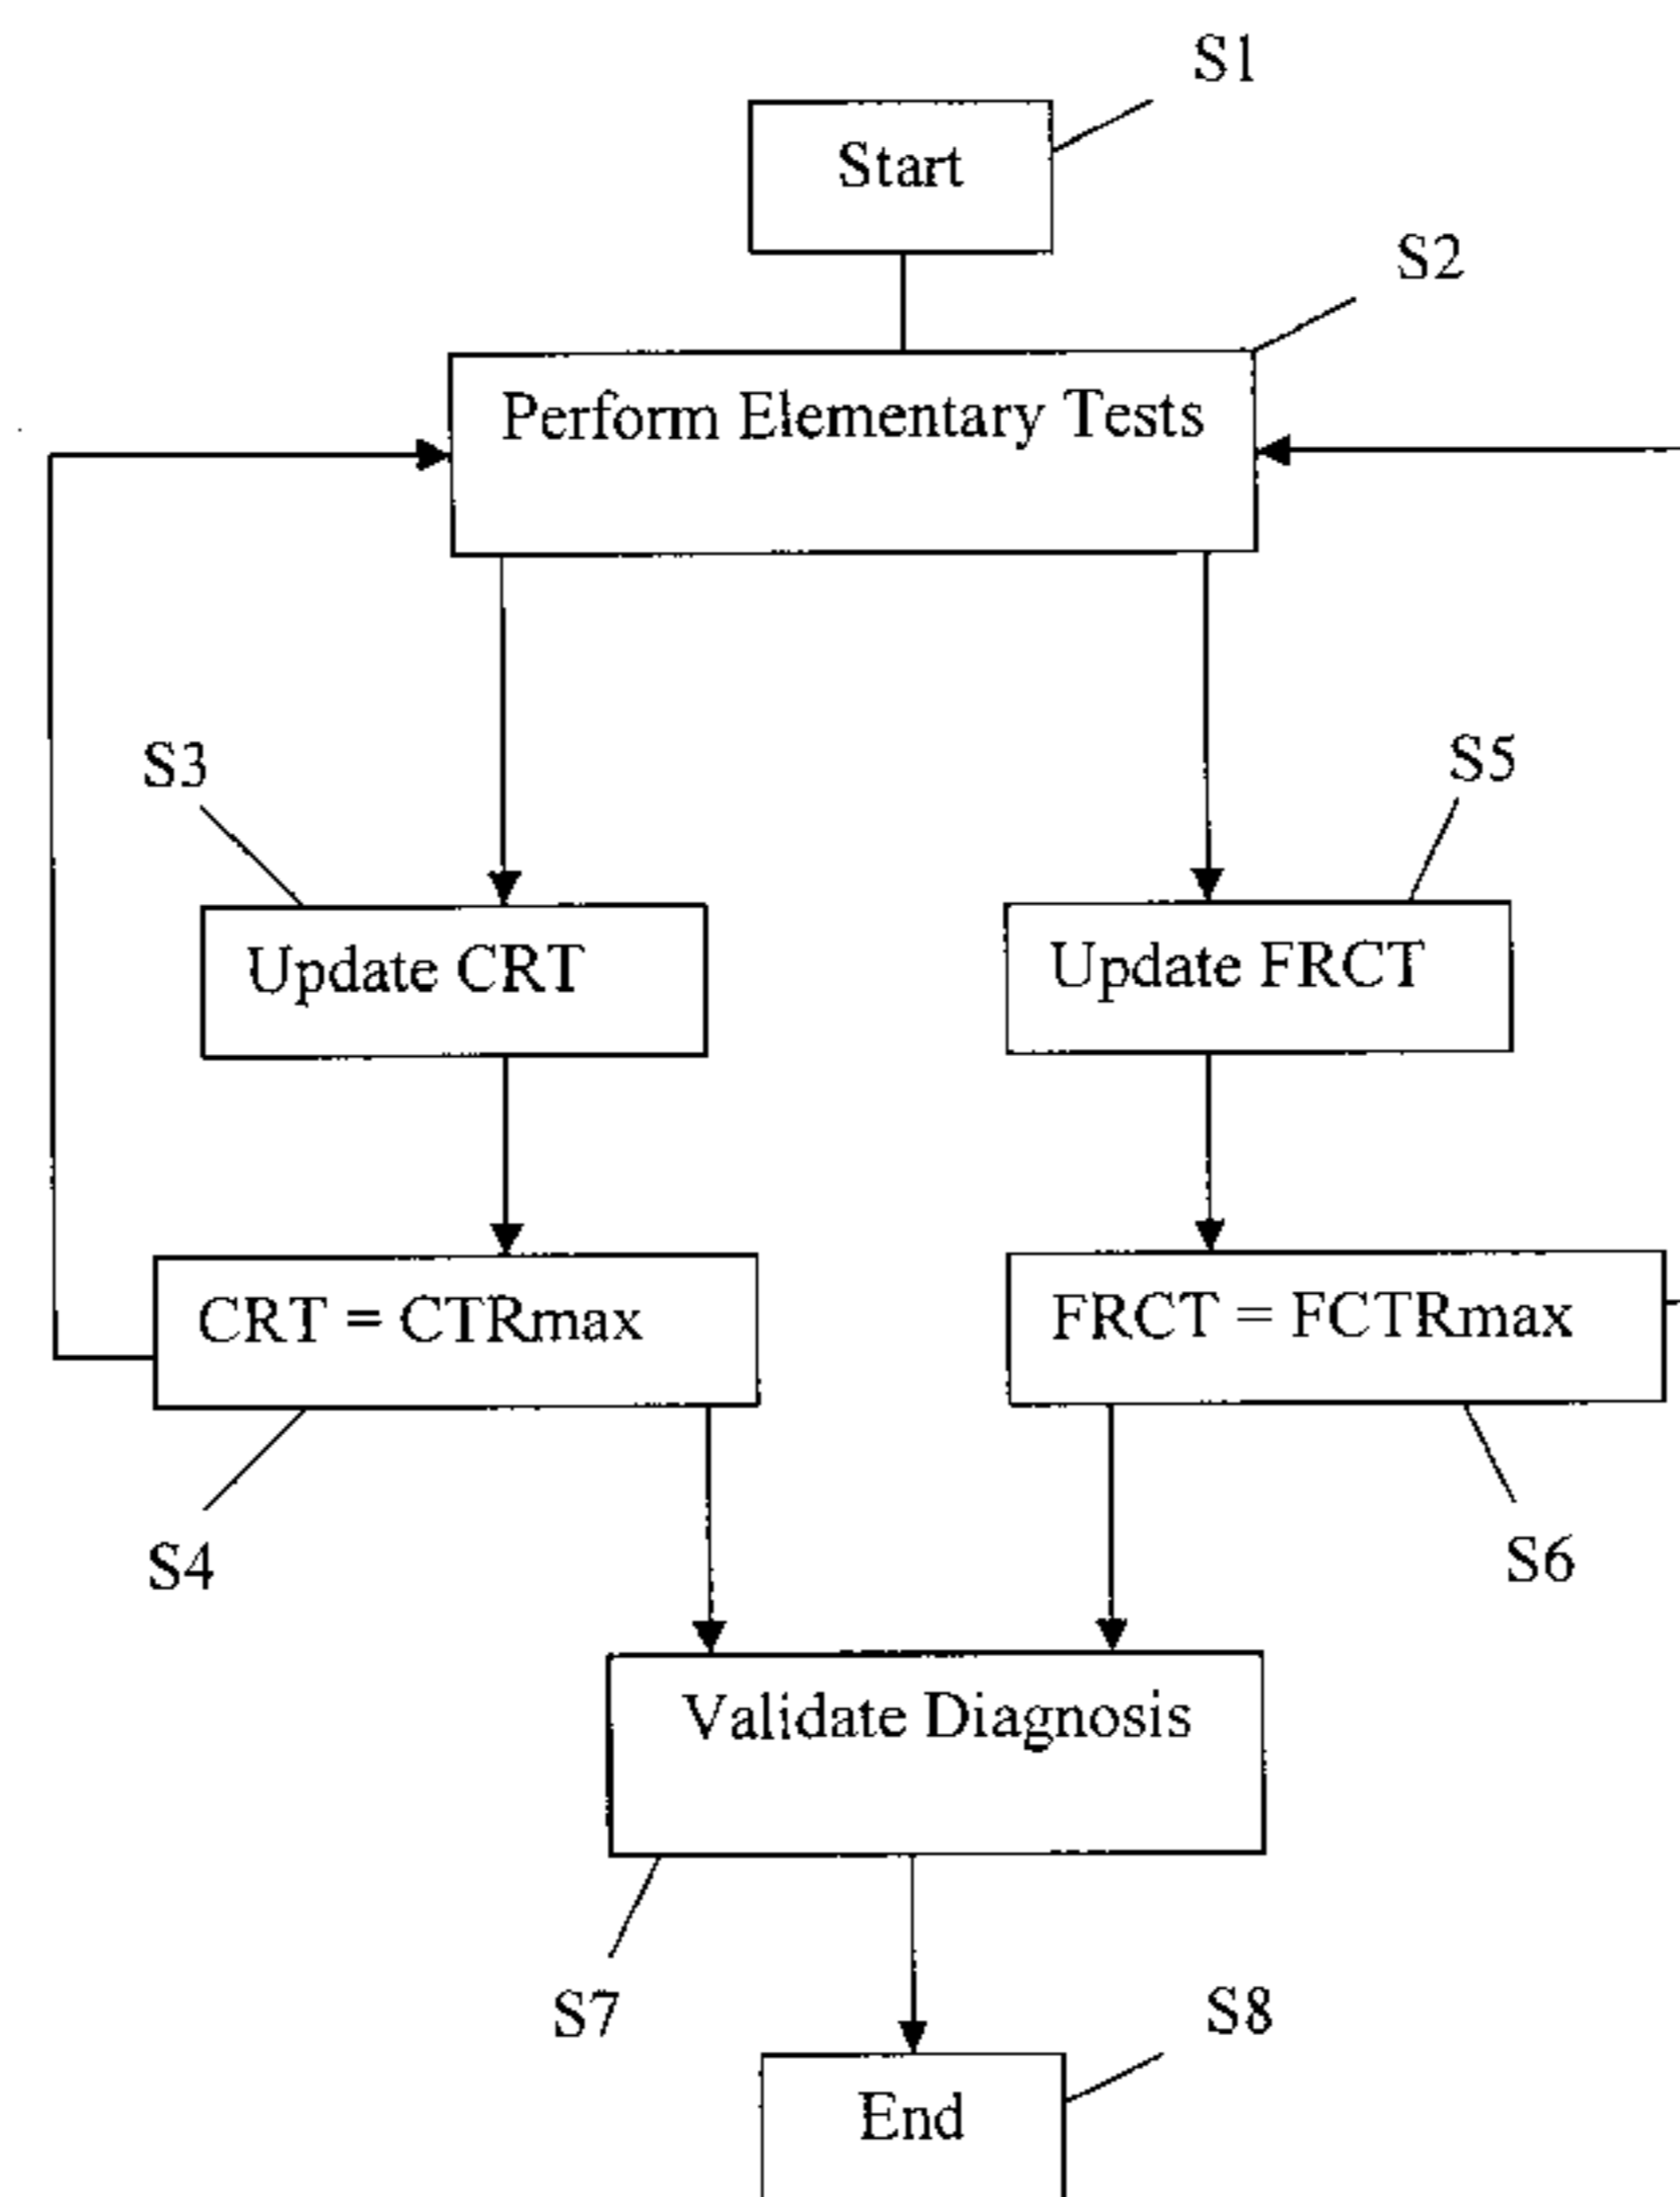 S1
Start
S2
Perform Elementary Tests
S3
S5
Update CRT
Update FRCT
CRT = CTRmax
FRCT = FCTRmax
S4
S6
Validate Diagnosis
S7
S8
End